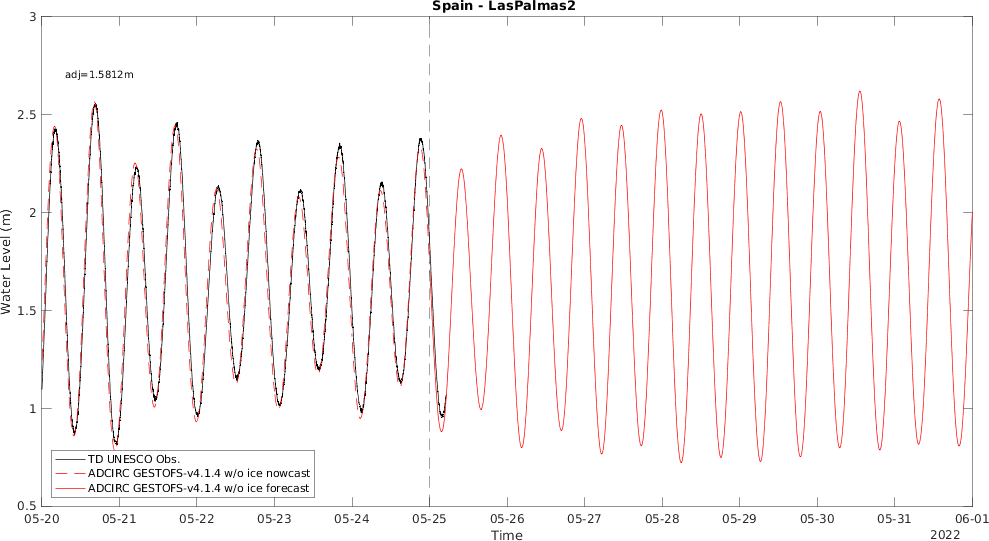 Spain - LasPalmas2
adj=1.5812m
3
2.5
2
1.5
1
0.5
Water Level (m)
TD UNESCO Obs.
ADCIRC GESTOFS-v4.1.4 w/o ice nowcast
ADCIRC GESTOFS-v4.1.4 w/o ice forecast
05-20 05-21 05-22 05-23 05-24 05-25 05-26 05-27 05-28 05-29 05-30 05-31 06-01
Time
2022